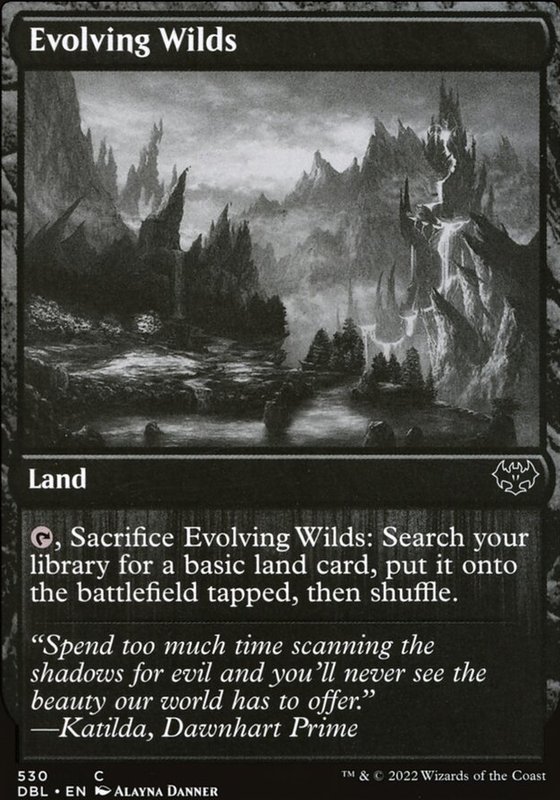 Evolving Wilds
Land
, Sacrifice Evolving Wilds: Search your
library for a basic land card, put it onto
the battlefield tapped, then shuffle.
“Spend too much time scanning the
shadows for evil and you’ll never see the
beauty our world has to offer.”
—Katilda, Dawnhart Prime
530 C
DBL • EN ALAYNA DANNER
™ & © 2022 Wizards of the Coast